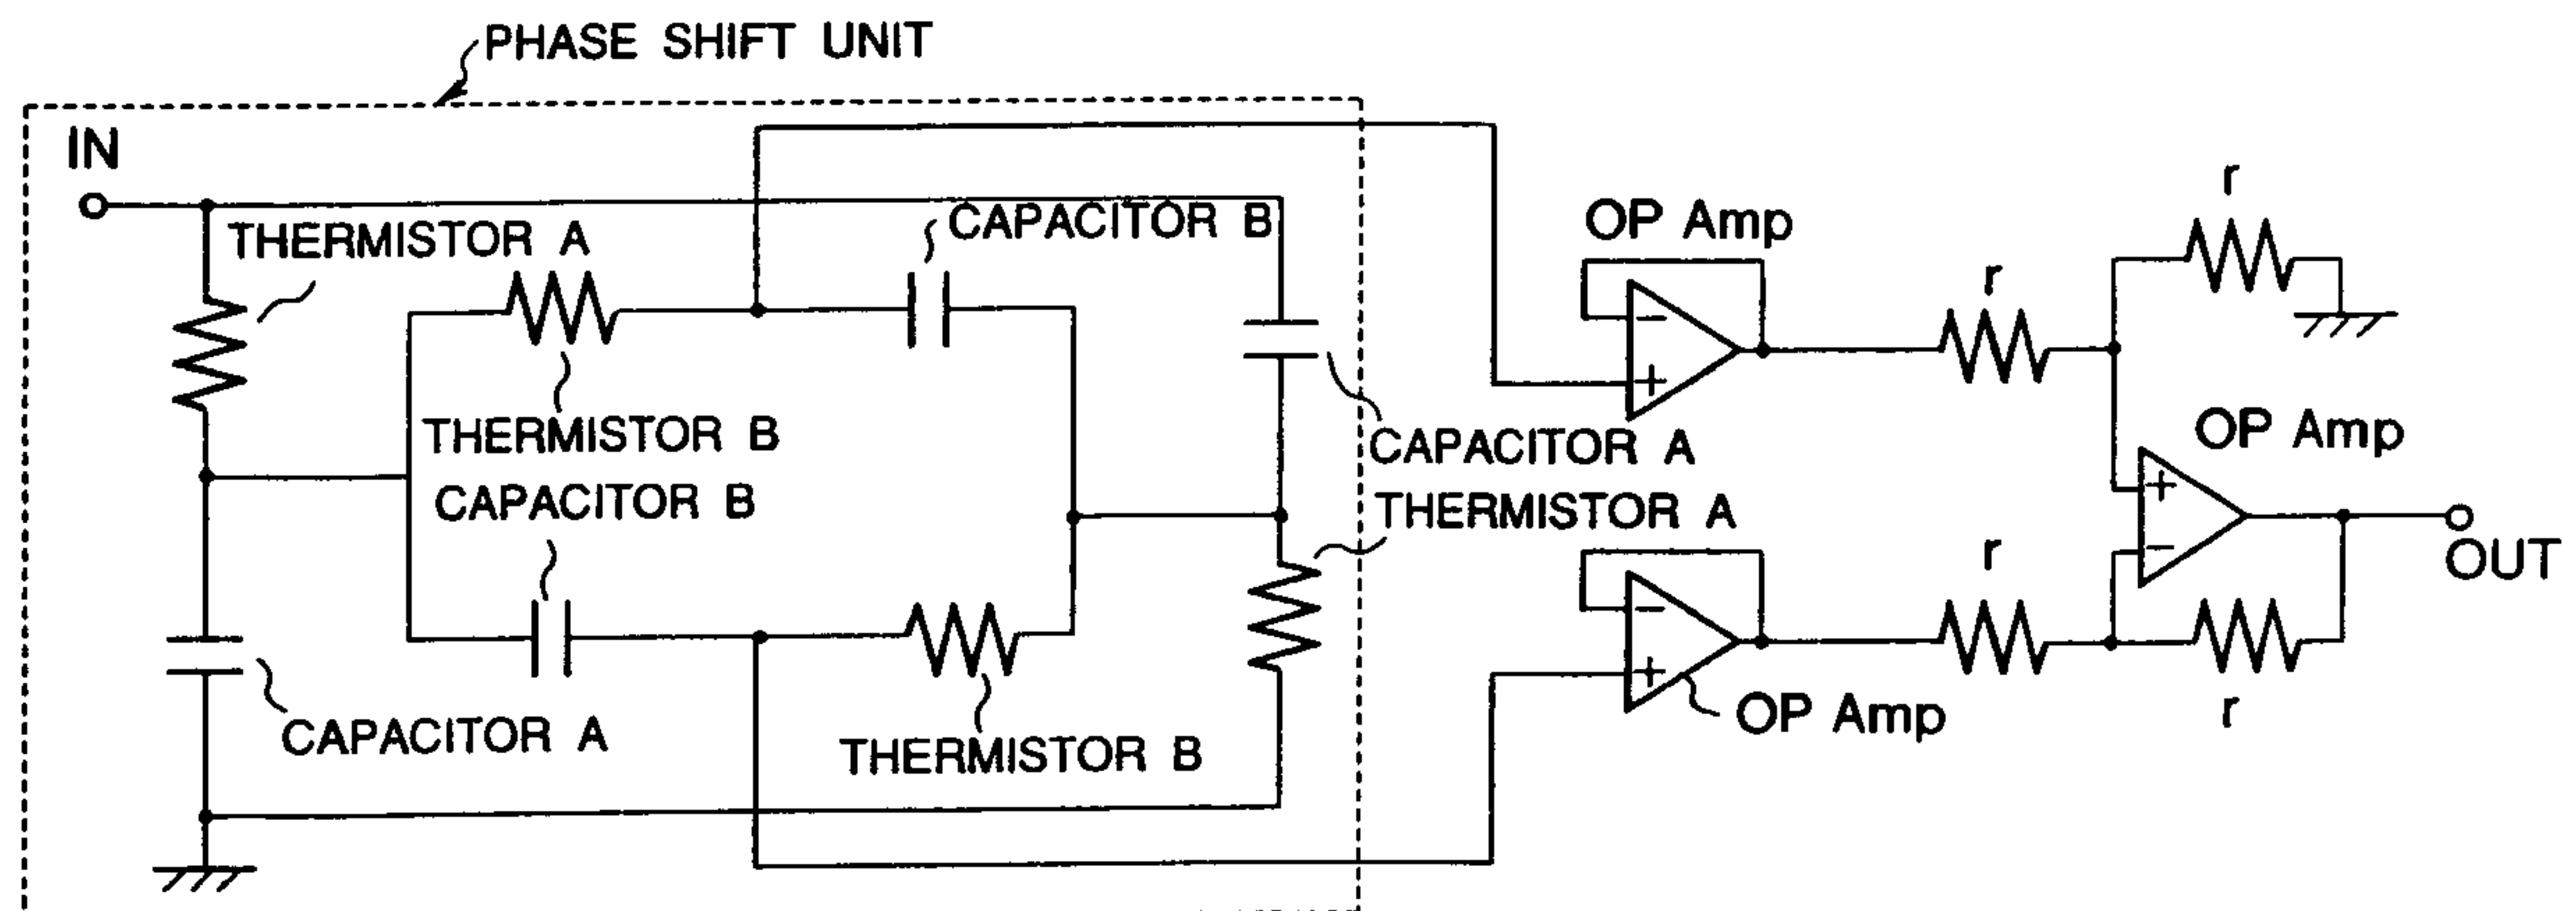 PHASE SHIFT UNIT
IN
THERMISTOR A
CAPACITOR B
OP Amp
r
r
THERMISTOR B
CAPACITOR B
CAPACITOR A
THERMISTOR A
OP Amp
−
+
+
−
OUT
r
−
+
CAPACITOR A
THERMISTOR B
OP Amp
r